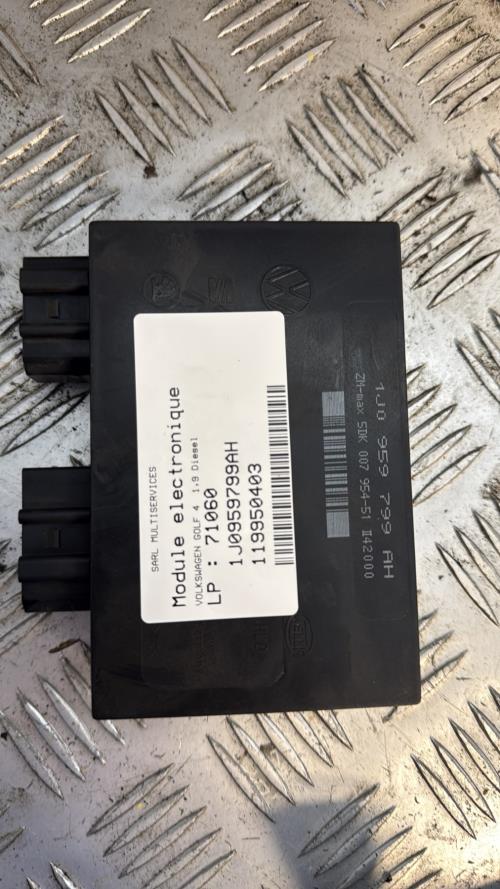 SARL MULTISERVICES
Module electronique
VOLKSWAGEN GOLF 4 1,9 Diesel
LP : 71060
1J0959799AH
119950403
1J0 959 799 AH
ZM-max 5DK 007 954-51 II42000